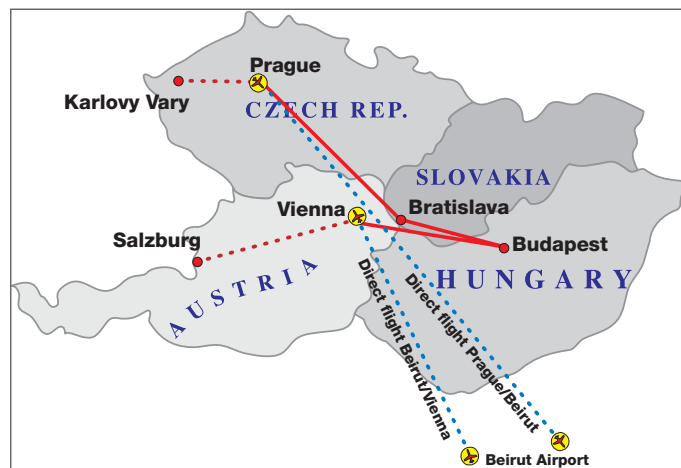 Prague
Karlovy Vary
CZECH REP.
SLOVAKIA
Vienna
Bratislava
Salzburg
Budapest
AUSTRIA
HUNGARY
Direct flight Beirut/Vienna
Direct flight Prague/Beirut
Beirut Airport